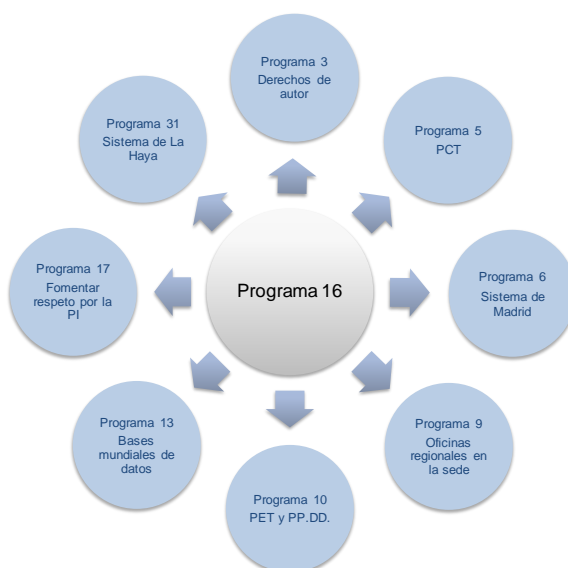 Programa 3
Derechos de
autor
Programa 5
PCT
Programa 6
Sistema de
Madrid
Programa 9
Oficinas
regionales en
la sede
Programa 10
PET y PP.DD.
Programa 13
Bases
mundiales de
datos
Programa 17
Fomentar
respeto por la
PI
Programa 31
Sistema de La
Haya
Programa 16